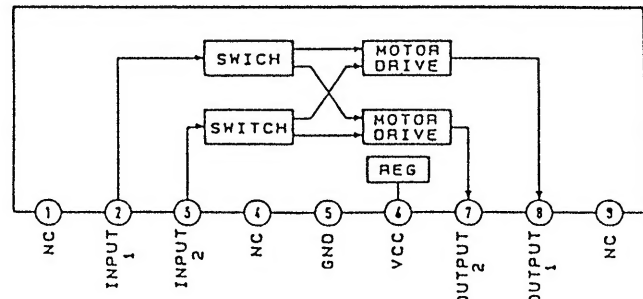 SWICH
MOTOR
DRIVE
SWITCH
MOTOR
DRIVE
REG
1
2
3
4
5
6
7
8
9
NC
INPUT
1
INPUT
2
NC
GND
VCC
OUTPUT
2
OUTPUT
1
NC